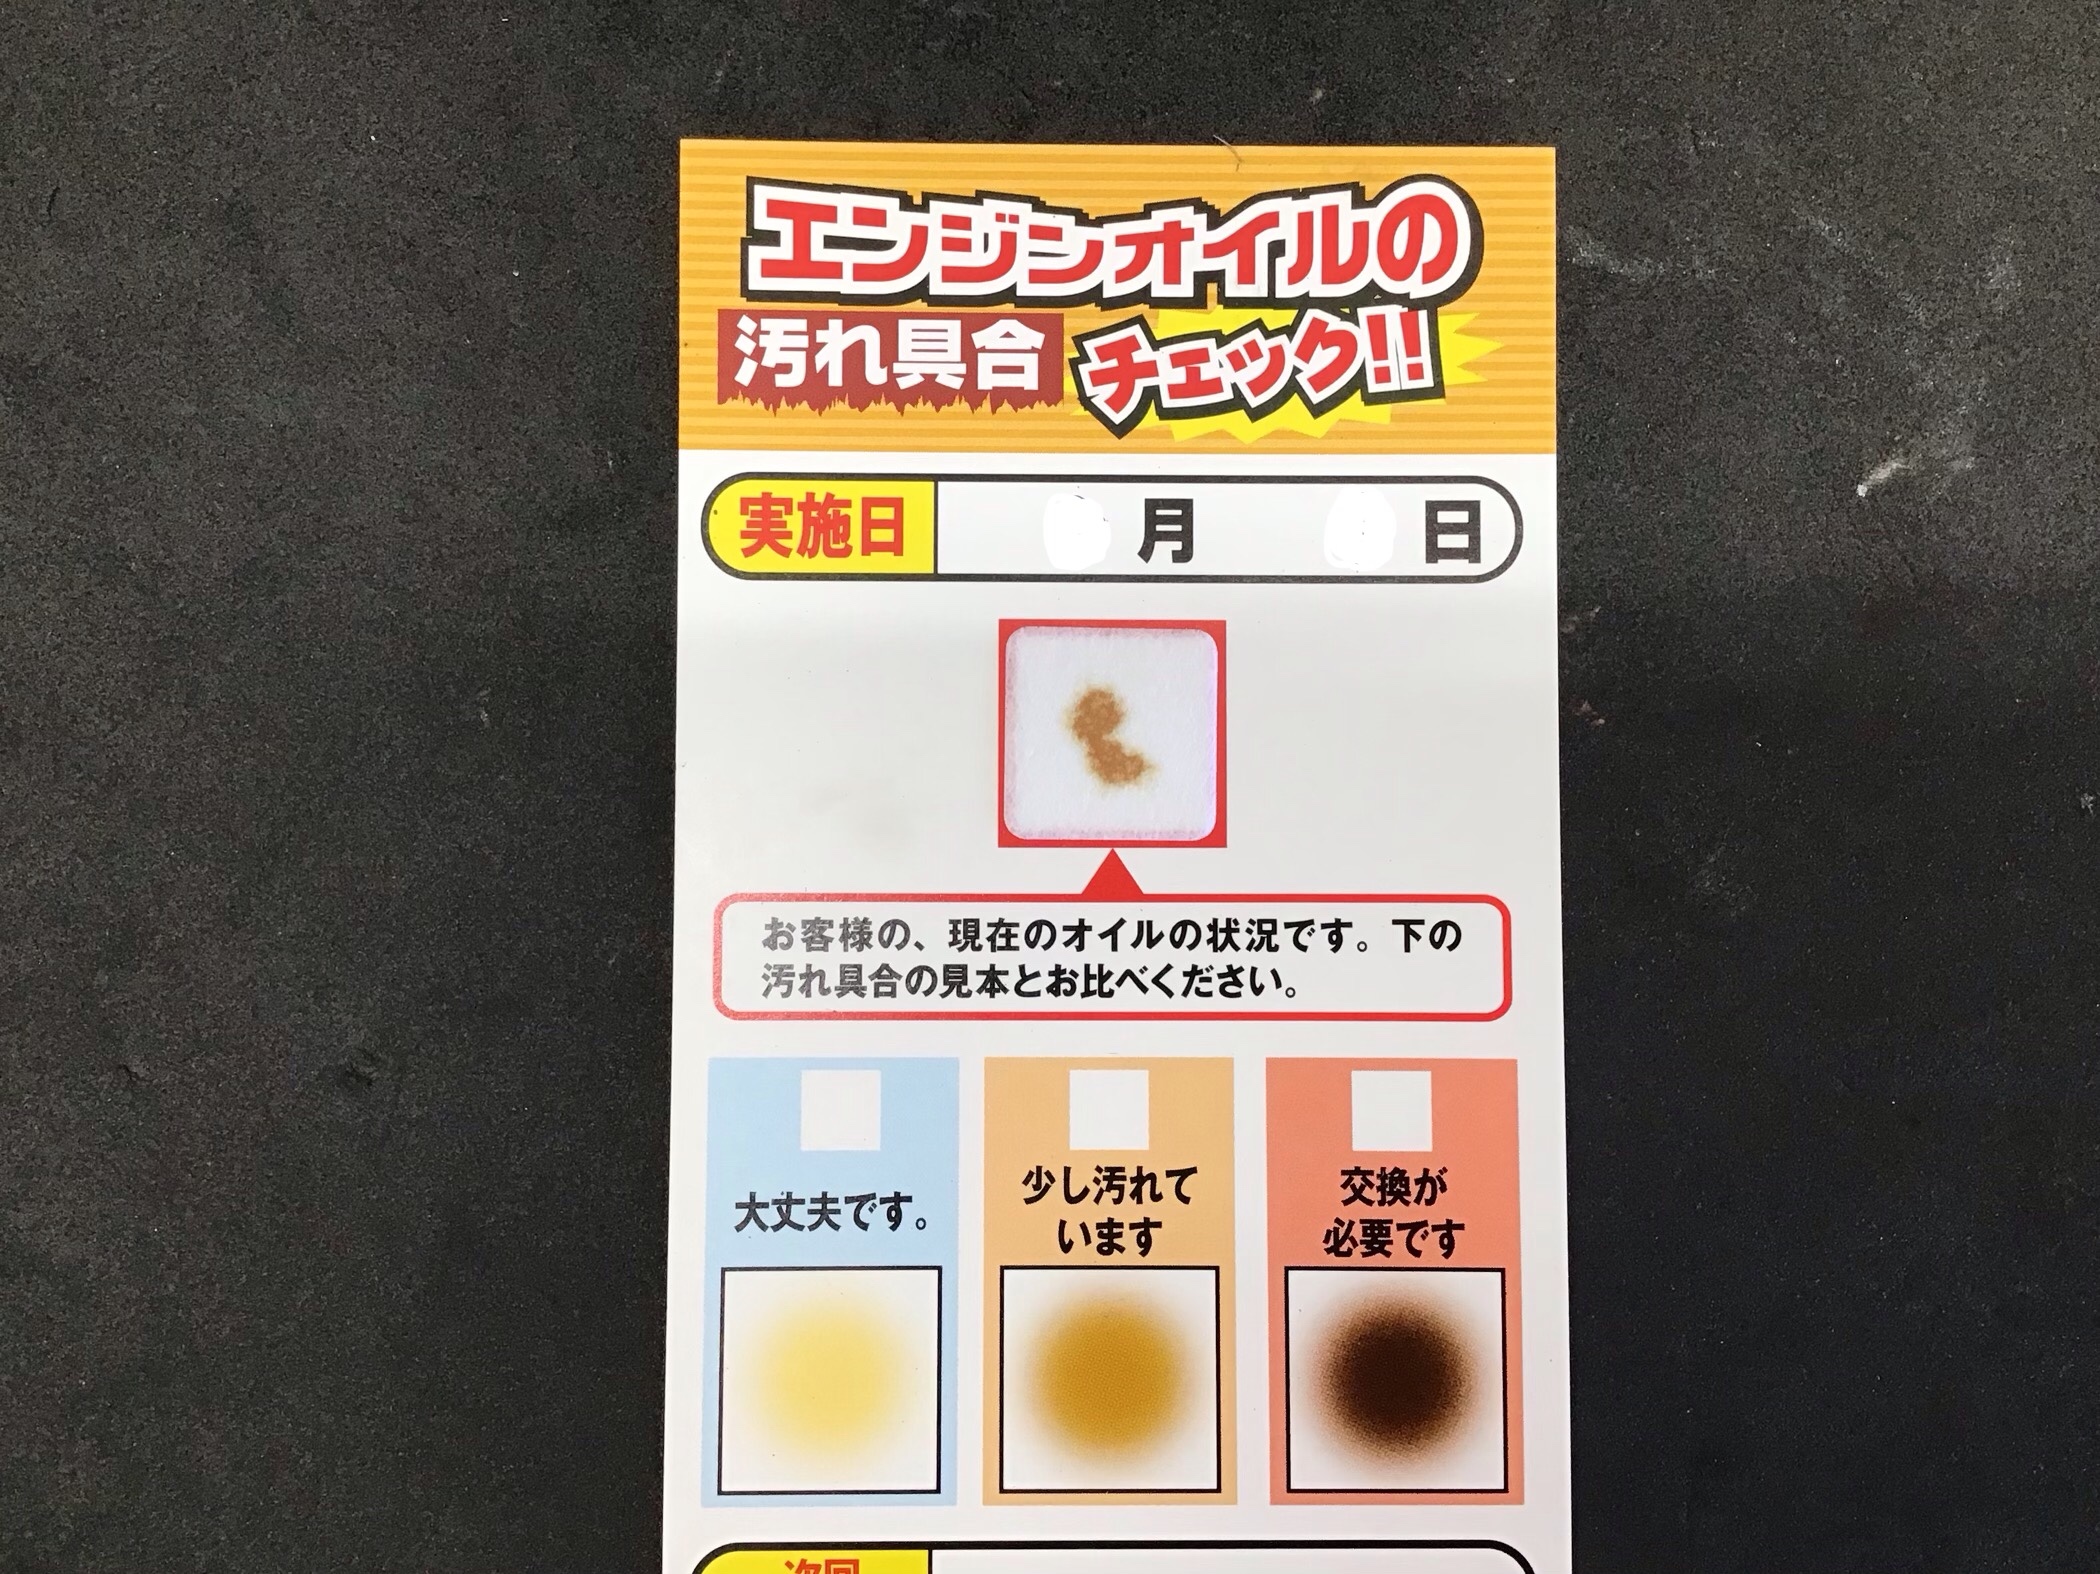 エンジンオイルの
汚れ具合 チェック!!
実施日 月 日
お客様の、現在のオイルの状況です。下の
汚れ具合の見本とお比べください。
大丈夫です。
少し汚れて
います
交換が
必要です
次回